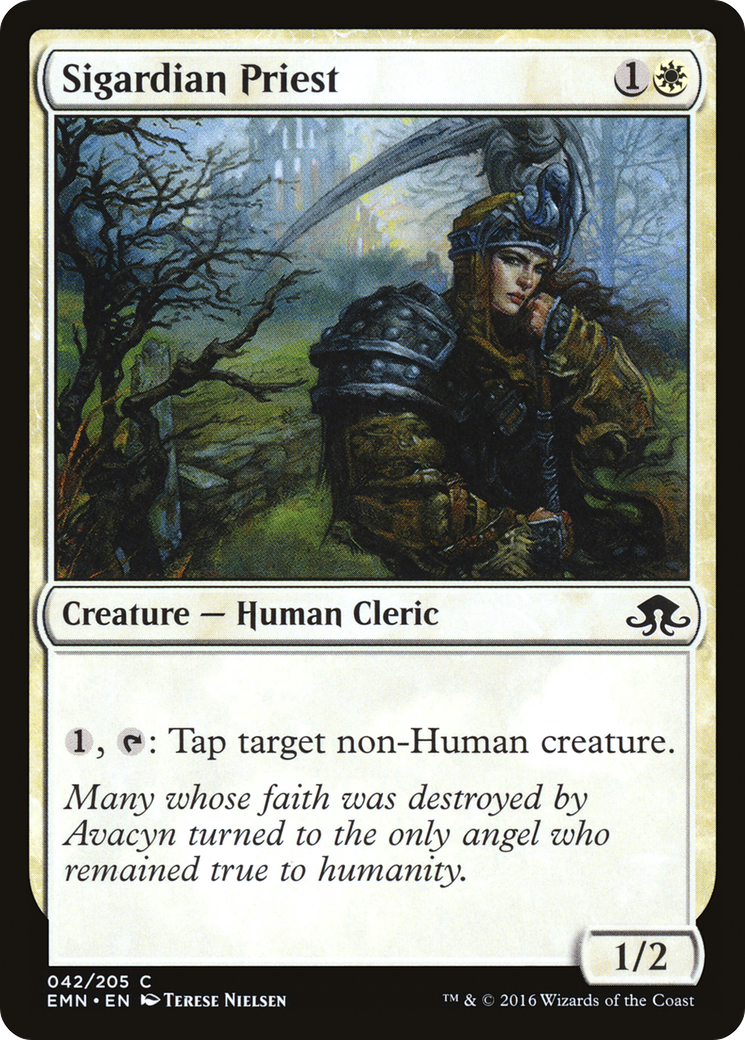 Sigardian Priest 1
Creature — Human Cleric
1, : Tap target non-Human creature.
Many whose faith was destroyed by
Avacyn turned to the only angel who
remained true to humanity.
1/2
042/205 C
EMN • EN Terese Nielsen
™ & © 2016 Wizards of the Coast